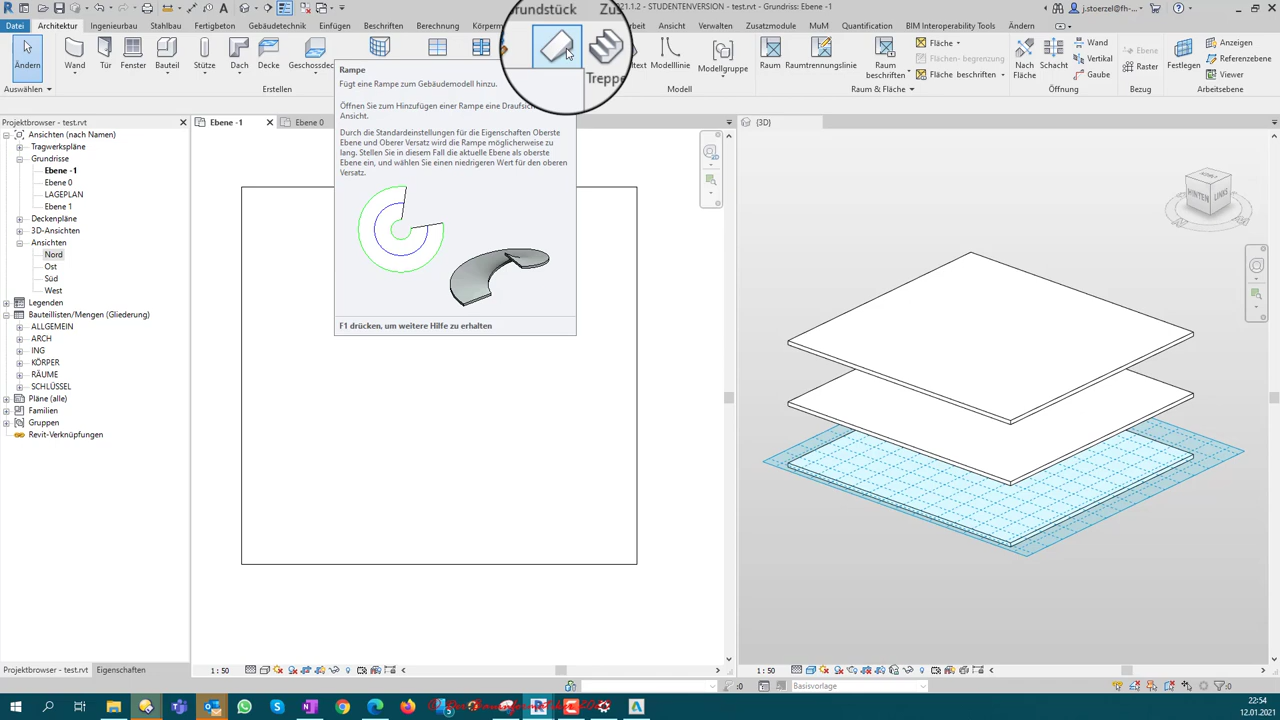 2021.1.2 - STUDENTENVERSION - test.rvt - Grundriss: Ebene -1
j.stoerzel@fh-
Datei Architektur Ingenieurbau Stahlbau Fertigteile Gebäudetechnik Einfügen Beschriften Berechnung Körperm
rundstück Zu
rbeit Ansicht Verwalten Zusatzmodule MuM Quantification BIM Interoperability Tools Ändern
Ändern Wand Tür Fenster Bauteil Stütze Dach Decke Geschossdec
Treppe
Modelllinie Modellgruppe
Raum Raumtrennungslinie Raum beschriften
Fläche
Flächen- begrenzung
Fläche beschriften
Nach Fläche Schacht
Wand
Vertikal
Gaube
Ebene
Raster
Festlegen
Anzeigen
Referenzebene
Viewer
Auswählen Erstellen Modell Raum & Fläche Öffnung Bezug Arbeitsebene
Rampe
Fügt eine Rampe zum Gebäudemodell hinzu.
Öffnen Sie zum Hinzufügen einer Rampe eine Draufsic
Ansicht.
Durch die Standardeinstellungen für die Eigenschaften Oberste
Ebene und Oberer Versatz wird die Rampe möglicherweise zu
lang. Stellen Sie in diesem Fall die aktuelle Ebene als oberste
Ebene ein, und wählen Sie einen niedrigeren Wert für den oberen
Versatz.
F1 drücken, um weitere Hilfe zu erhalten
Projektbrowser - test.rvt
Ebene -1
Ebene 0
{3D}
Ansichten (nach Namen)
Tragwerkspläne
Grundrisse
Ebene -1
Ebene 0
LAGEPLAN
Ebene 1
Deckenpläne
3D-Ansichten
Ansichten
Nord
Ost
Süd
West
Legenden
Bauteillisten/Mengen (Gliederung)
ALLGEMEIN
ARCH
ING
KÖRPER
RÄUME
SCHLÜSSEL
Pläne (alle)
Familien
Gruppen
Revit-Verknüpfungen
HINTEN LINKS
Projektbrowser - test.rvt Eigenschaften
1 : 50
1 : 50
:0
Basisvorlage
:0
22:54
12.01.2021